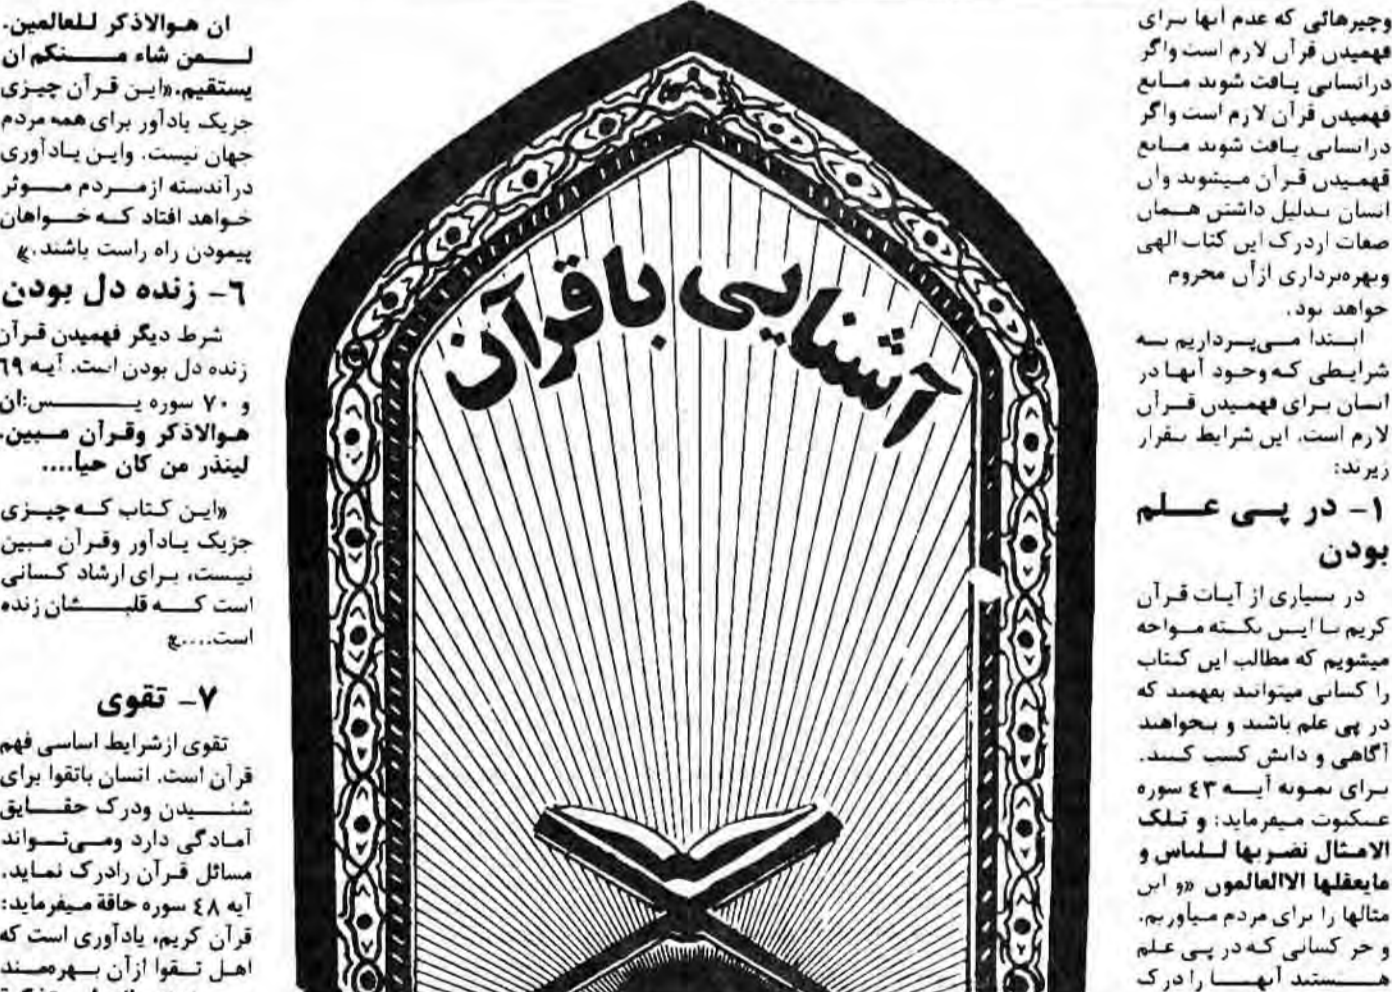 وچیزهائی که عدم آنها برای
فهمیدن قرآن لازم است واگر
درانسانی یافت شوند مانع
فهمیدن قرآن لازم است واگر
درانسانی یافت شوند مانع
فهمیدن قرآن میشوند وآن
انسان بدلیل داشتن همان
صفات ازدرک این کتاب الهی
وبهره‌برداری ازآن محروم
خواهد بود.
ابتدا می‌پردازیم به
شرایطی که وجود آنها در
انسان برای فهمیدن قرآن
لازم است. این شرایط بقرار
زیرند:
۱- در پی علم
بودن
در بسیاری از آیات قرآن
کریم با این نکته مواجه
میشویم که مطالب این کتاب
را کسانی میتوانند بفهمند که
در پی علم باشند و بخواهند
آگاهی و دانش کسب کنند.
برای نمونه آیه ٤٣ سوره
عنکبوت میفرماید: و تلک
الامثال نضربها للناس و
مایعقلها الاالعالمون «و این
مثالها را برای مردم میاوریم.
و جز کسانی که در پی علم
هستند آنها را درک
آشنایی با قرآن
ان هوالاذکر للعالمین.
لمن شاء منکم ان
یستقیم.«این قرآن چیزی
جزیک یادآور برای همه مردم
جهان نیست. واین یادآوری
درآندسته ازمردم موثر
خواهد افتاد که خواهان
پیمودن راه راست باشند.»
٦- زنده دل بودن
شرط دیگر فهمیدن قرآن
زنده دل بودن است. آیه ٦٩
و ۷۰ سوره یس:ان
هوالاذکر وقرآن مبین.
لینذر من کان حیا....
«این کتاب که چیزی
جزیک یادآور وقرآن مبین
نیست، برای ارشاد کسانی
است که قلبشان زنده
است....»
۷- تقوی
تقوی ازشرایط اساسی فهم
قرآن است. انسان باتقوا برای
شنیدن ودرک حقایق
آمادگی دارد ومی‌تواند
مسائل قرآن رادرک نماید.
آیه ٤٨ سوره حاقة میفرماید:
قرآن کریم، یادآوری است که
اهل تقوا ازآن بهره‌مند